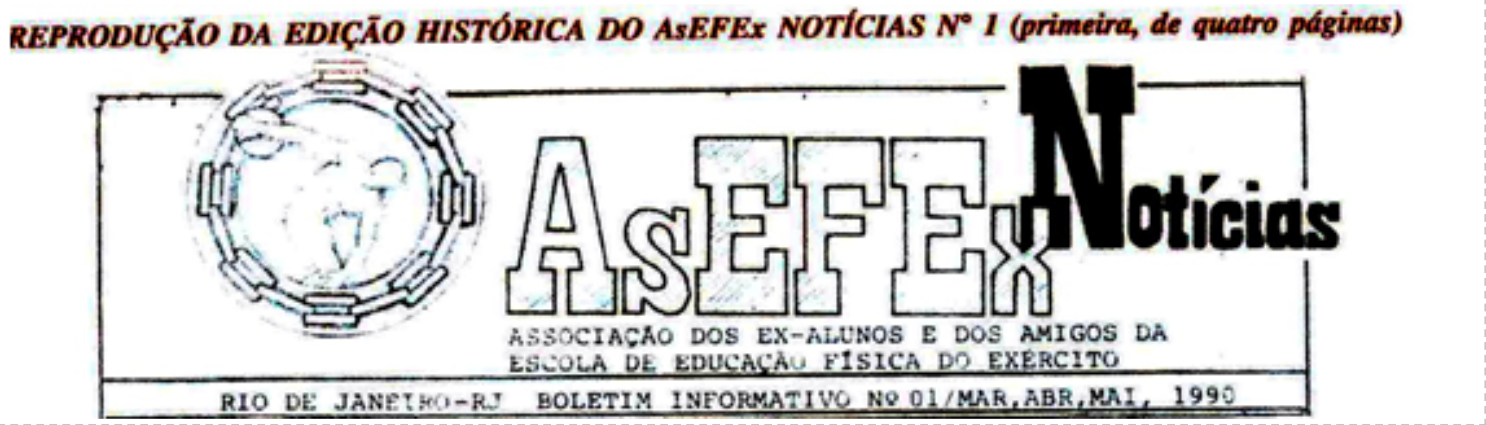 REPRODUÇÃO DA EDIÇÃO HISTÓRICA DO AsEFEx NOTÍCIAS Nº 1 (primeira, de quatro páginas)
AsEFEx Notícias
ASSOCIAÇÃO DOS EX-ALUNOS E DOS AMIGOS DA
ESCOLA DE EDUCAÇÃO FÍSICA DO EXÉRCITO
RIO DE JANEIRO-RJ BOLETIM INFORMATIVO Nº 01/MAR,ABR,MAI, 1990